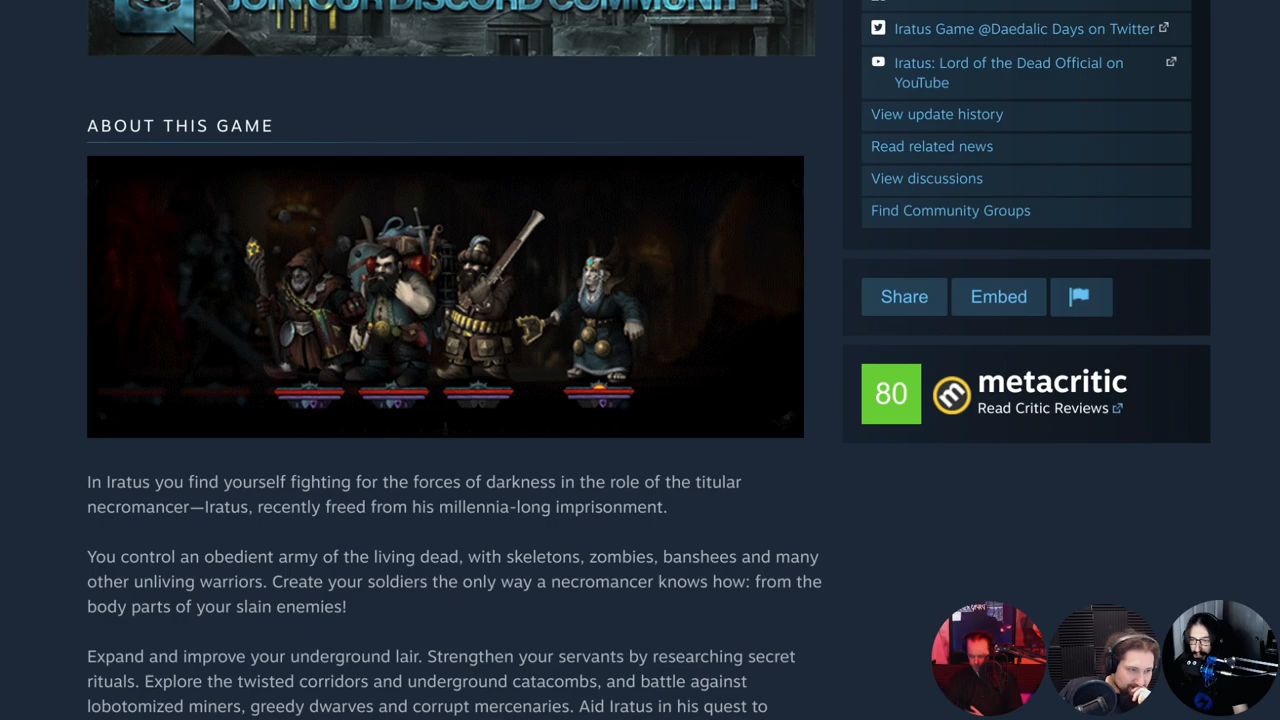 JOIN OUR DISCORD COMMUNITY
Iratus Game @Daedalic Days on Twitter
Iratus: Lord of the Dead Official on
YouTube
View update history
Read related news
View discussions
Find Community Groups
Share
Embed
80
metacritic
Read Critic Reviews
ABOUT THIS GAME
In Iratus you find yourself fighting for the forces of darkness in the role of the titular
necromancer—Iratus, recently freed from his millennia-long imprisonment.
You control an obedient army of the living dead, with skeletons, zombies, banshees and many
other unliving warriors. Create your soldiers the only way a necromancer knows how: from the
body parts of your slain enemies!
Expand and improve your underground lair. Strengthen your servants by researching secret
rituals. Explore the twisted corridors and underground catacombs, and battle against
lobotomized miners, greedy dwarves and corrupt mercenaries. Aid Iratus in his quest to